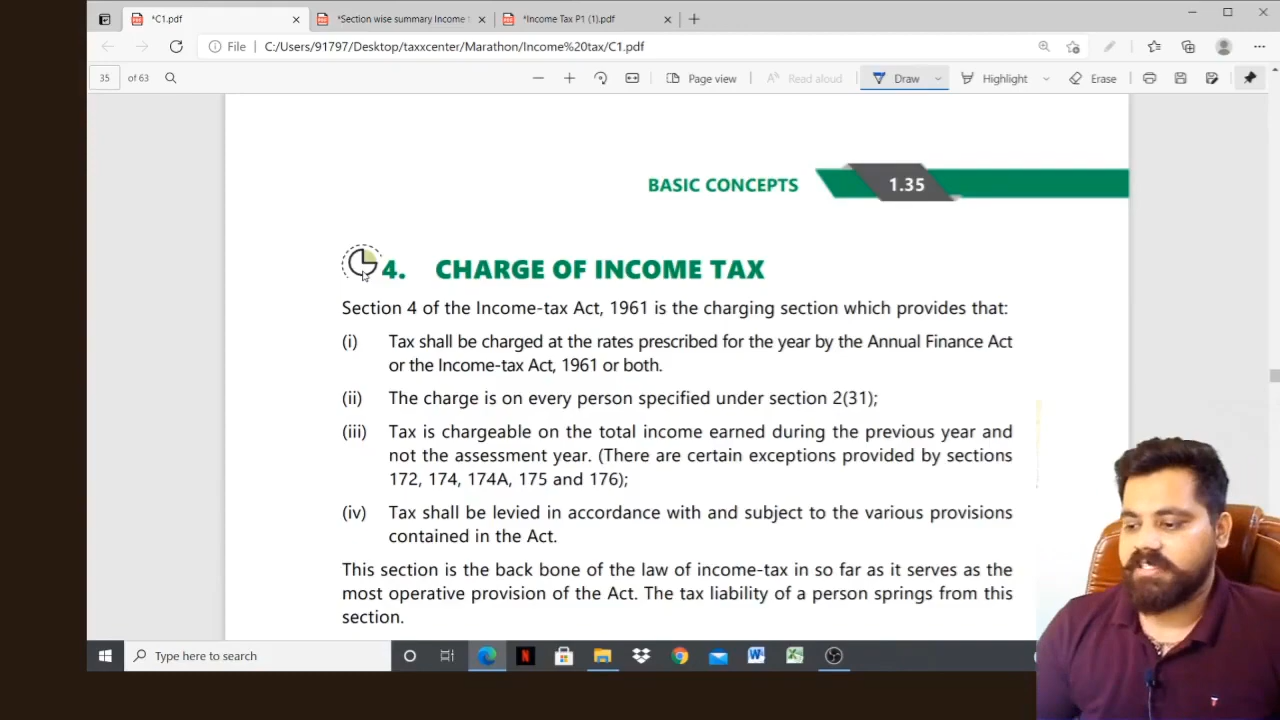 *C1.pdf
*Section wise summary Income t
*Income Tax P1 (1).pdf
File
C:/Users/91797/Desktop/taxxcenter/Marathon/Income%20tax/C1.pdf
35 of 63
Page view
Read aloud
Draw
Highlight
Erase
BASIC CONCEPTS
1.35
4. CHARGE OF INCOME TAX
Section 4 of the Income-tax Act, 1961 is the charging section which provides that:
(i) Tax shall be charged at the rates prescribed for the year by the Annual Finance Act
or the Income-tax Act, 1961 or both.
(ii) The charge is on every person specified under section 2(31);
(iii) Tax is chargeable on the total income earned during the previous year and
not the assessment year. (There are certain exceptions provided by sections
172, 174, 174A, 175 and 176);
(iv) Tax shall be levied in accordance with and subject to the various provisions
contained in the Act.
This section is the back bone of the law of income-tax in so far as it serves as the
most operative provision of the Act. The tax liability of a person springs from this
section.
Type here to search